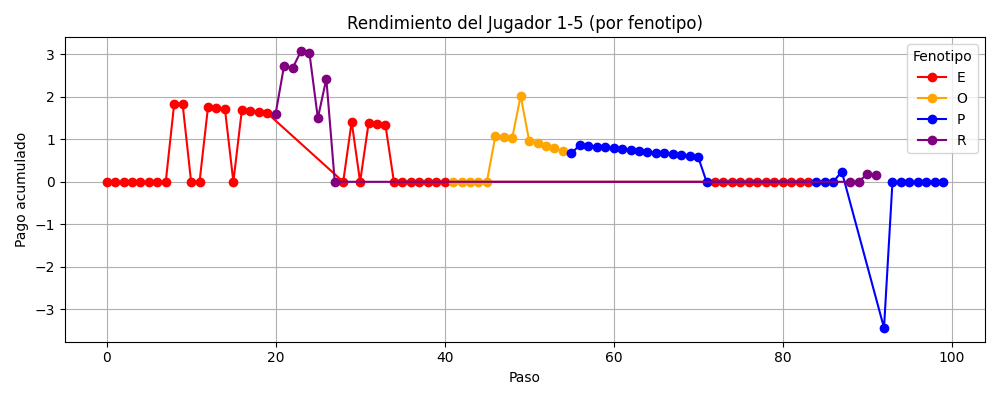 Rendimiento del Jugador 1-5 (por fenotipo)
Pago acumulado
3
2
1
0
−1
−2
−3
Fenotipo
E
O
P
R
0
20
40
60
80
100
Paso